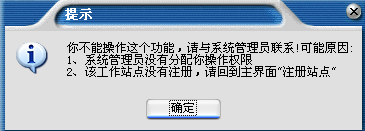 提示
你不能操作这个功能，请与系统管理员联系!可能原因:
1、系统管理员没有分配你操作权限
2、该工作站点没有注册，请回到主界面“注册站点”
确定